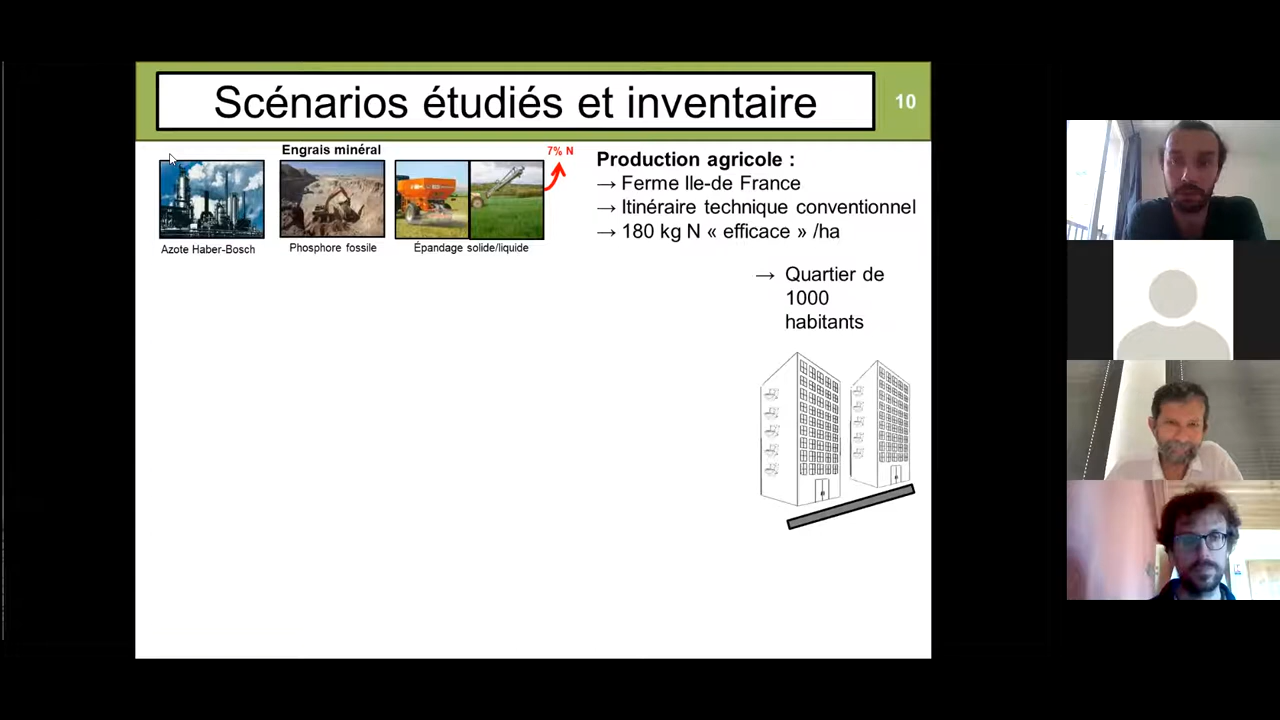 Scénarios étudiés et inventaire
10
Engrais minéral
7% N
Azote Haber-Bosch
Phosphore fossile
Épandage solide/liquide
Production agricole :
→ Ferme Ile-de France
→ Itinéraire technique conventionnel
→ 180 kg N « efficace » /ha
→ Quartier de
1000
habitants